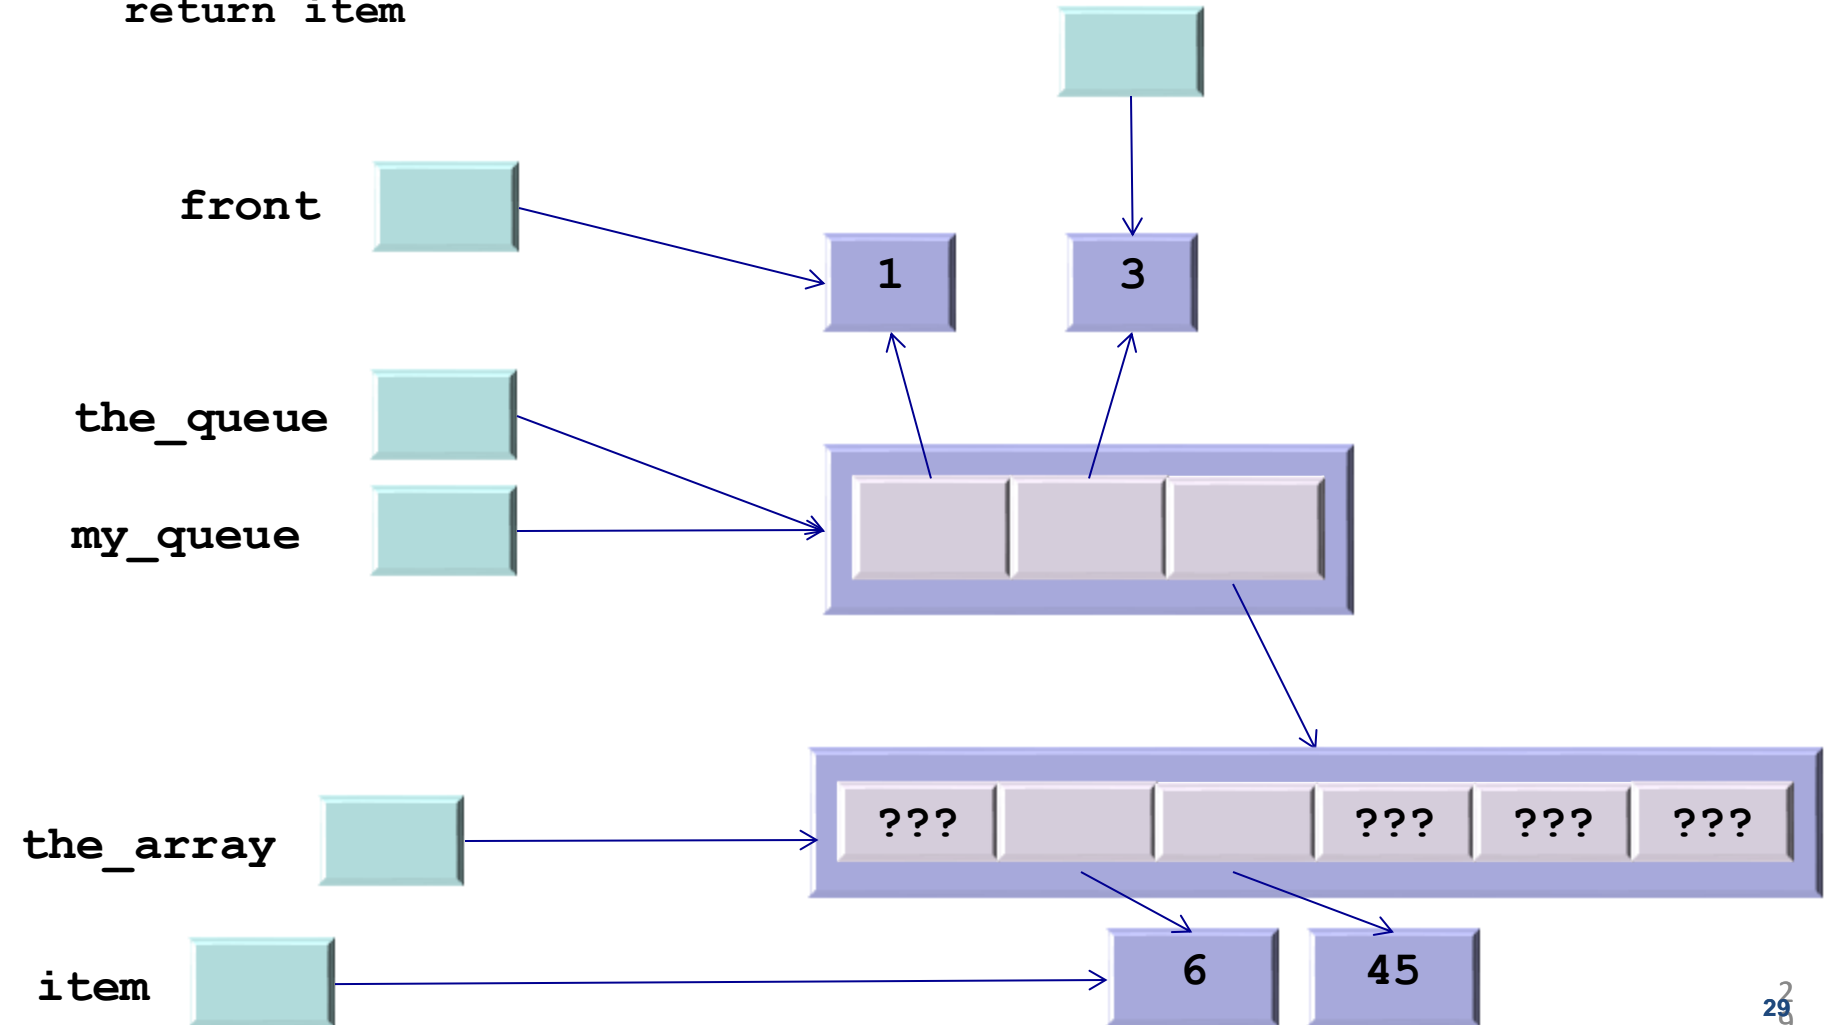 return item
front
1 3
the_queue
my_queue
the_array
??? ??? ??? ???
item
6 45
29